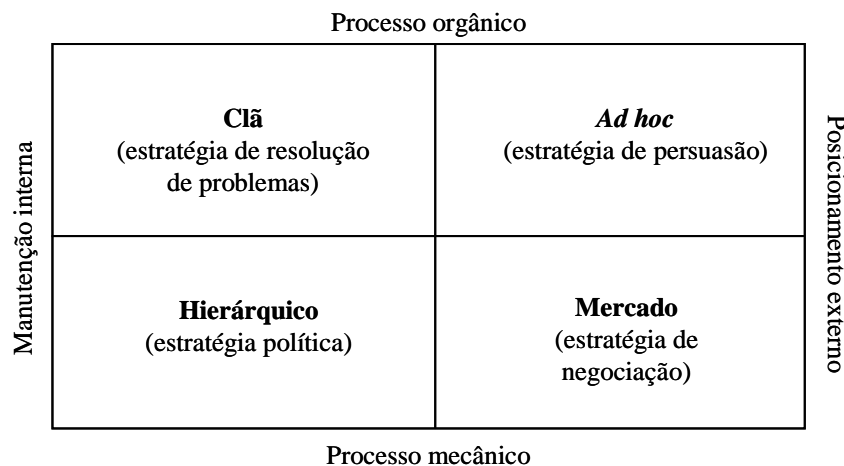 Processo orgânico
Manutenção interna
Clã
(estratégia de resolução
de problemas)
Ad hoc
(estratégia de persuasão)
Hierárquico
(estratégia política)
Mercado
(estratégia de
negociação)
Posicionamento externo
Processo mecânico